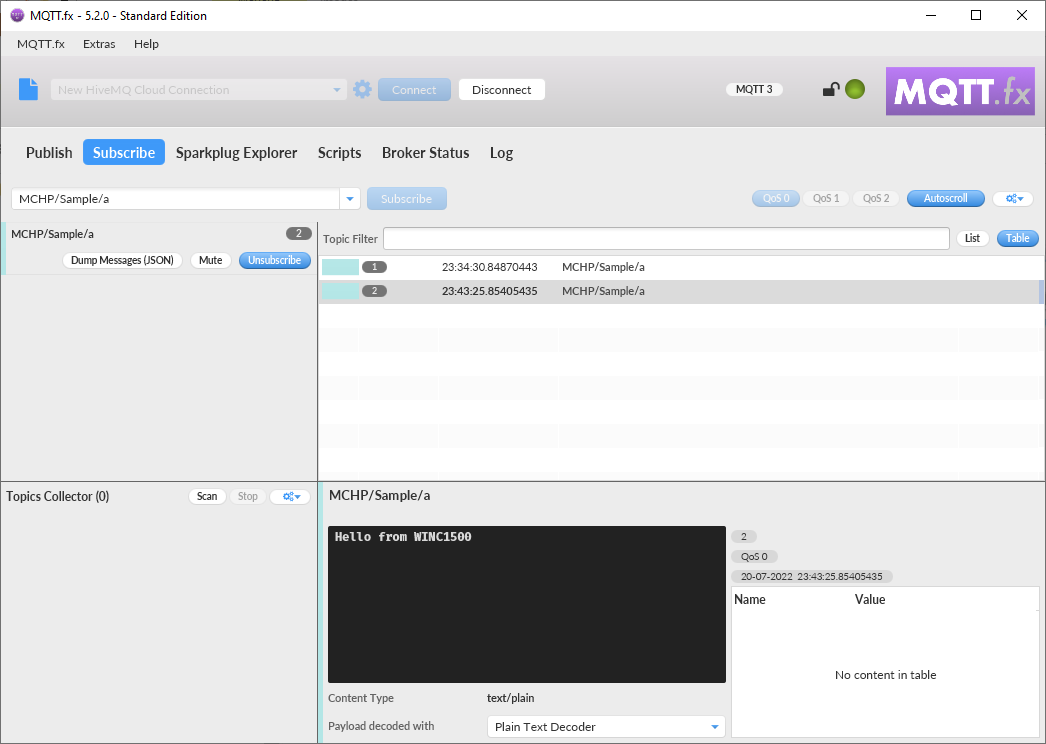 MQTT.fx - 5.2.0 - Standard Edition
MQTT.fx Extras Help
New HiveMQ Cloud Connection Connect Disconnect MQTT 3 MQTT.fx
Publish Subscribe Sparkplug Explorer Scripts Broker Status Log
MCHP/Sample/a Subscribe QoS 0 QoS 1 QoS 2 Autoscroll
MCHP/Sample/a 2
Dump Messages (JSON) Mute Unsubscribe
Topic Filter List Table
1 23:34:30.84870443 MCHP/Sample/a
2 23:43:25.85405435 MCHP/Sample/a
Topics Collector (0) Scan Stop
MCHP/Sample/a
Hello from WINC1500
2
QoS 0
20-07-2022 23:43:25.85405435
Name Value
No content in table
Content Type text/plain
Payload decoded with Plain Text Decoder